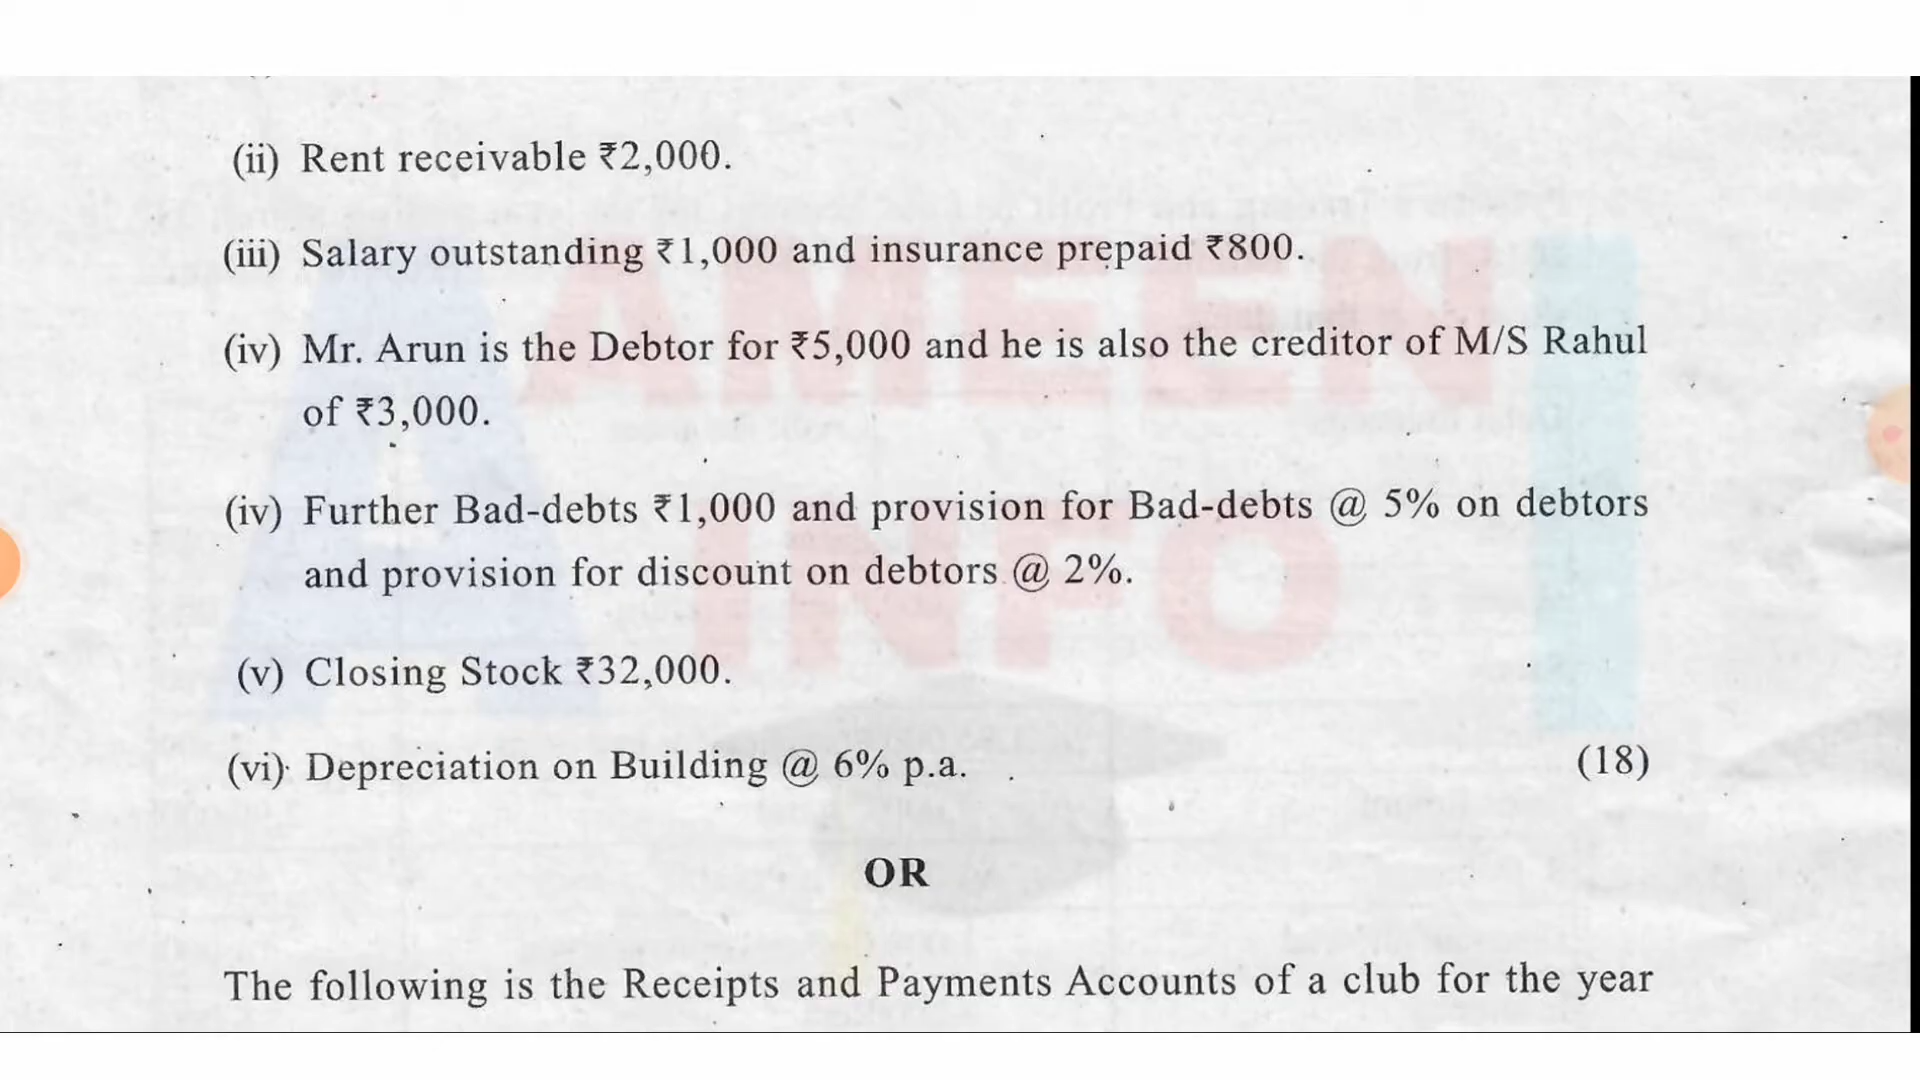 (ii) Rent receivable ₹2,000.
(iii) Salary outstanding ₹1,000 and insurance prepaid ₹800.
(iv) Mr. Arun is the Debtor for ₹5,000 and he is also the creditor of M/S Rahul
of ₹3,000.
(iv) Further Bad-debts ₹1,000 and provision for Bad-debts @ 5% on debtors
and provision for discount on debtors @ 2%.
(v) Closing Stock ₹32,000.
(vi) Depreciation on Building @ 6% p.a. (18)
OR
The following is the Receipts and Payments Accounts of a club for the year
AMEEN
INFO